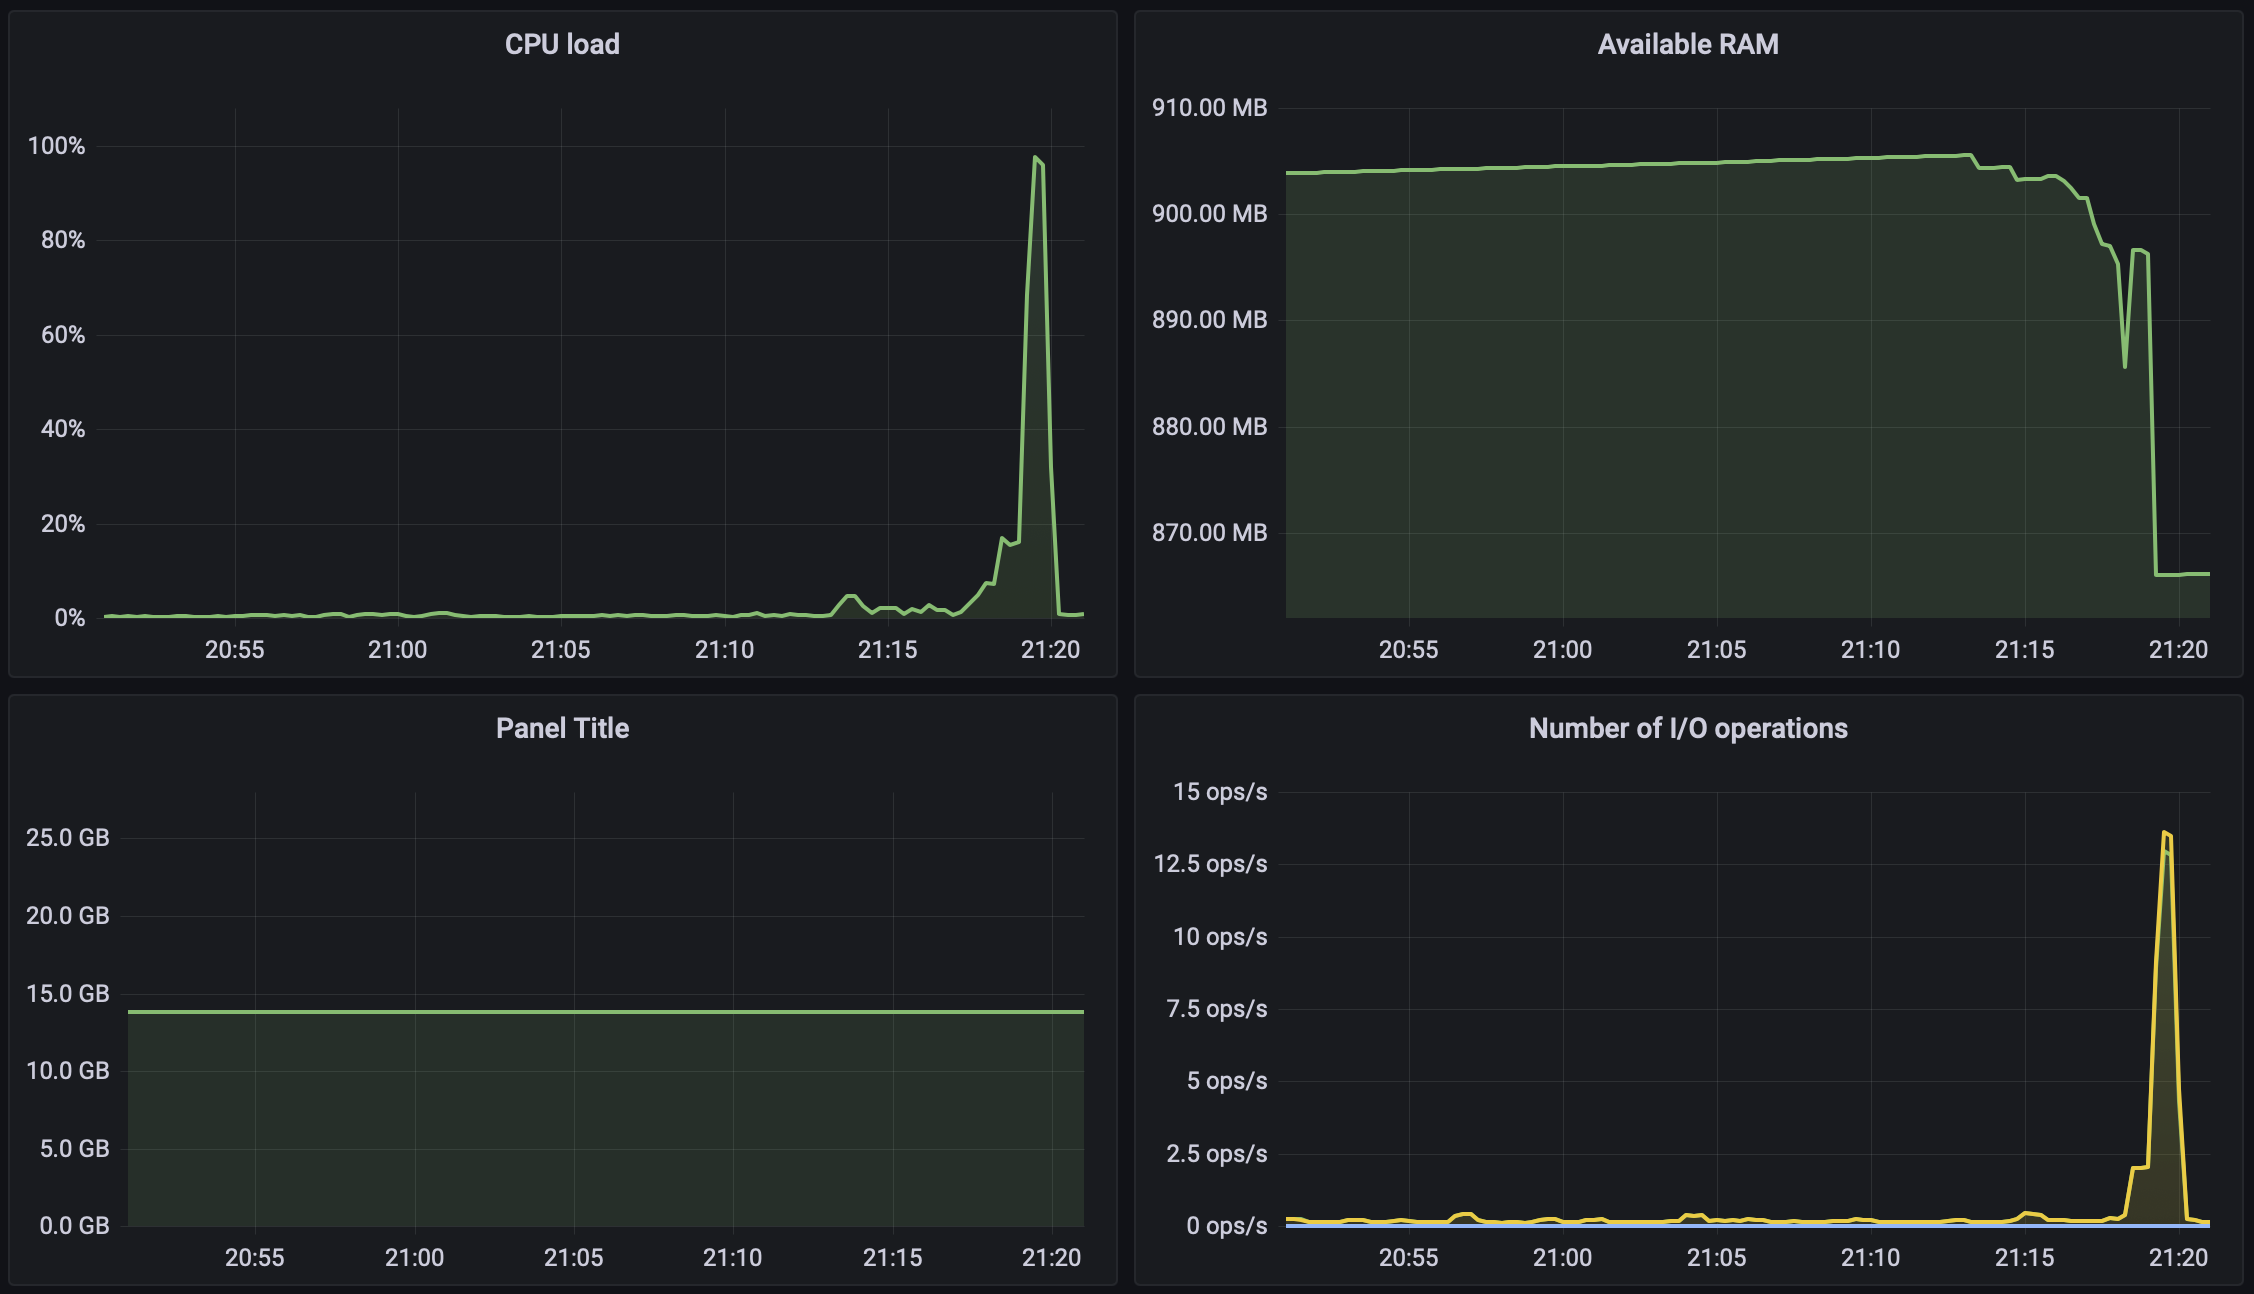 CPU load
100%
80%
60%
40%
20%
0%
20:55 21:00 21:05 21:10 21:15 21:20
Available RAM
910.00 MB
900.00 MB
890.00 MB
880.00 MB
870.00 MB
20:55 21:00 21:05 21:10 21:15 21:20
Panel Title
25.0 GB
20.0 GB
15.0 GB
10.0 GB
5.0 GB
0.0 GB
20:55 21:00 21:05 21:10 21:15 21:20
Number of I/O operations
15 ops/s
12.5 ops/s
10 ops/s
7.5 ops/s
5 ops/s
2.5 ops/s
0 ops/s
20:55 21:00 21:05 21:10 21:15 21:20